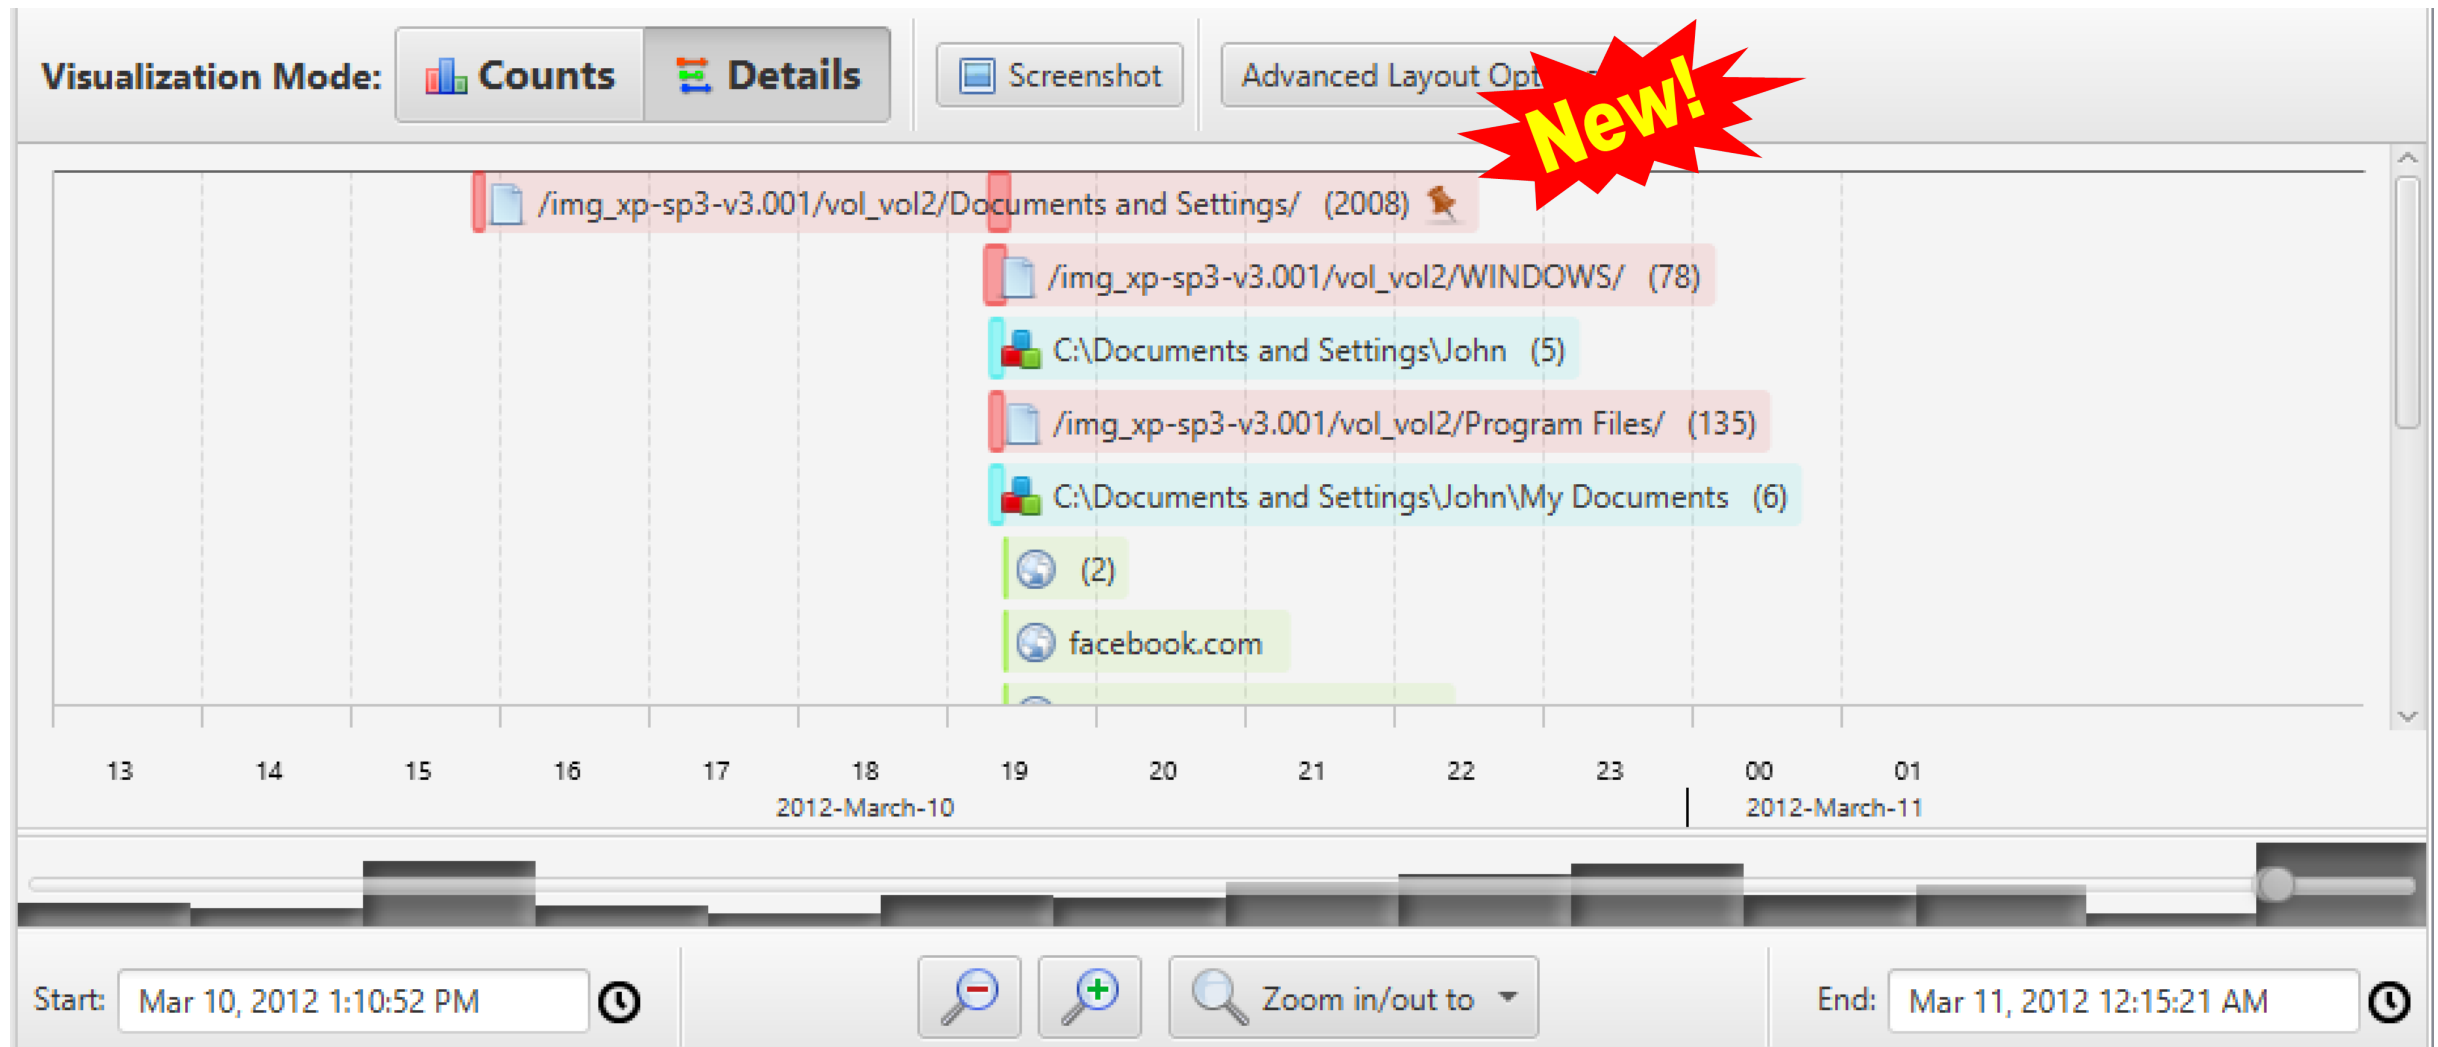 Visualization Mode: Counts Details Screenshot Advanced Layout Opt
New!
/img_xp-sp3-v3.001/vol_vol2/Documents and Settings/ (2008)
/img_xp-sp3-v3.001/vol_vol2/WINDOWS/ (78)
C:\Documents and Settings\John (5)
/img_xp-sp3-v3.001/vol_vol2/Program Files/ (135)
C:\Documents and Settings\John\My Documents (6)
(2)
facebook.com
13 14 15 16 17 18 19 20 21 22 23 00 01
2012-March-10 2012-March-11
Start: Mar 10, 2012 1:10:52 PM Zoom in/out to End: Mar 11, 2012 12:15:21 AM